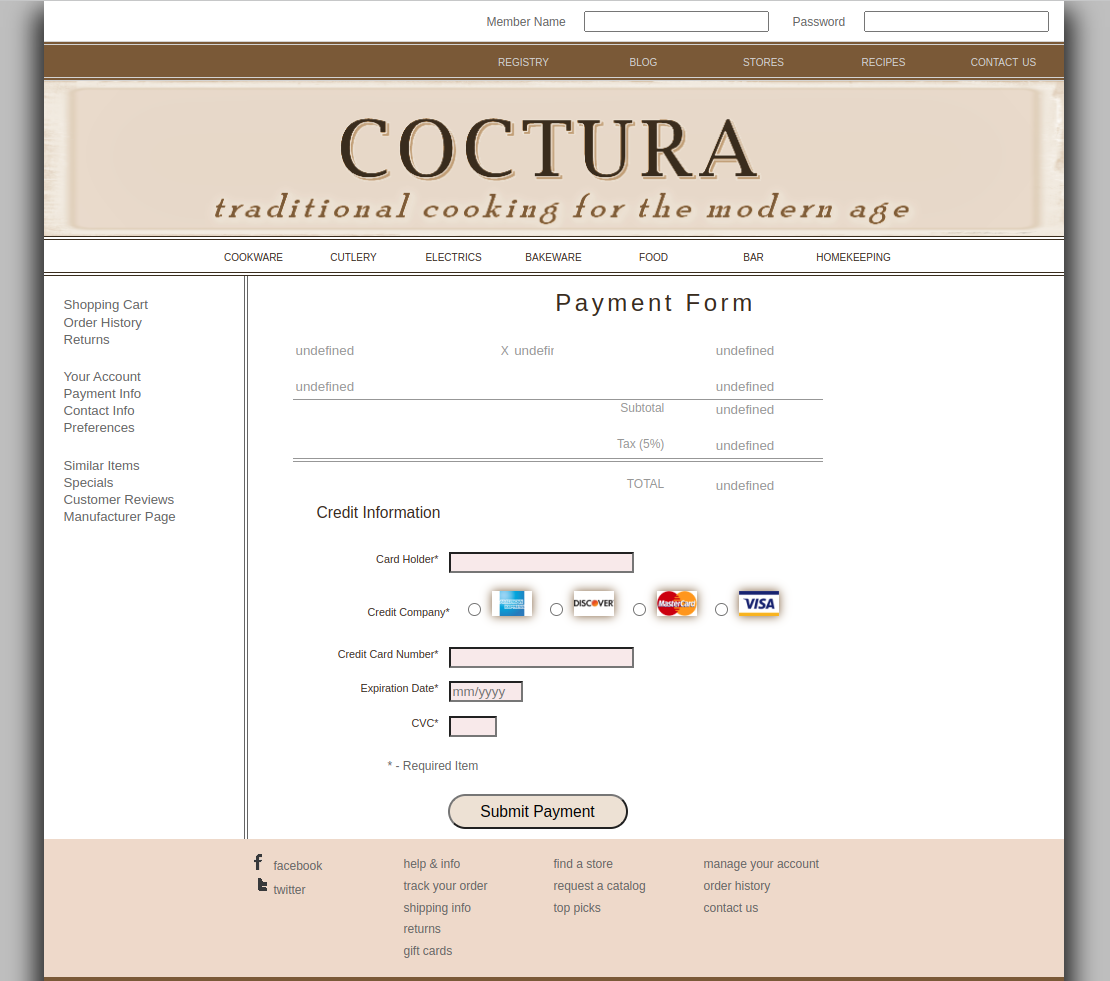 Member Name Password
REGISTRY BLOG STORES RECIPES CONTACT US
COCTURA
traditional cooking for the modern age
COOKWARE CUTLERY ELECTRICS BAKEWARE FOOD BAR HOMEKEEPING
Shopping Cart
Order History
Returns
Your Account
Payment Info
Contact Info
Preferences
Similar Items
Specials
Customer Reviews
Manufacturer Page
Payment Form
undefined X undefir undefined
undefined undefined
Subtotal undefined
Tax (5%) undefined
TOTAL undefined
Credit Information
Card Holder*
Credit Company* DISCOVER MasterCard VISA
Credit Card Number*
Expiration Date* mm/yyyy
CVC*
* - Required Item
Submit Payment
facebook
twitter
help & info
track your order
shipping info
returns
gift cards
find a store
request a catalog
top picks
manage your account
order history
contact us